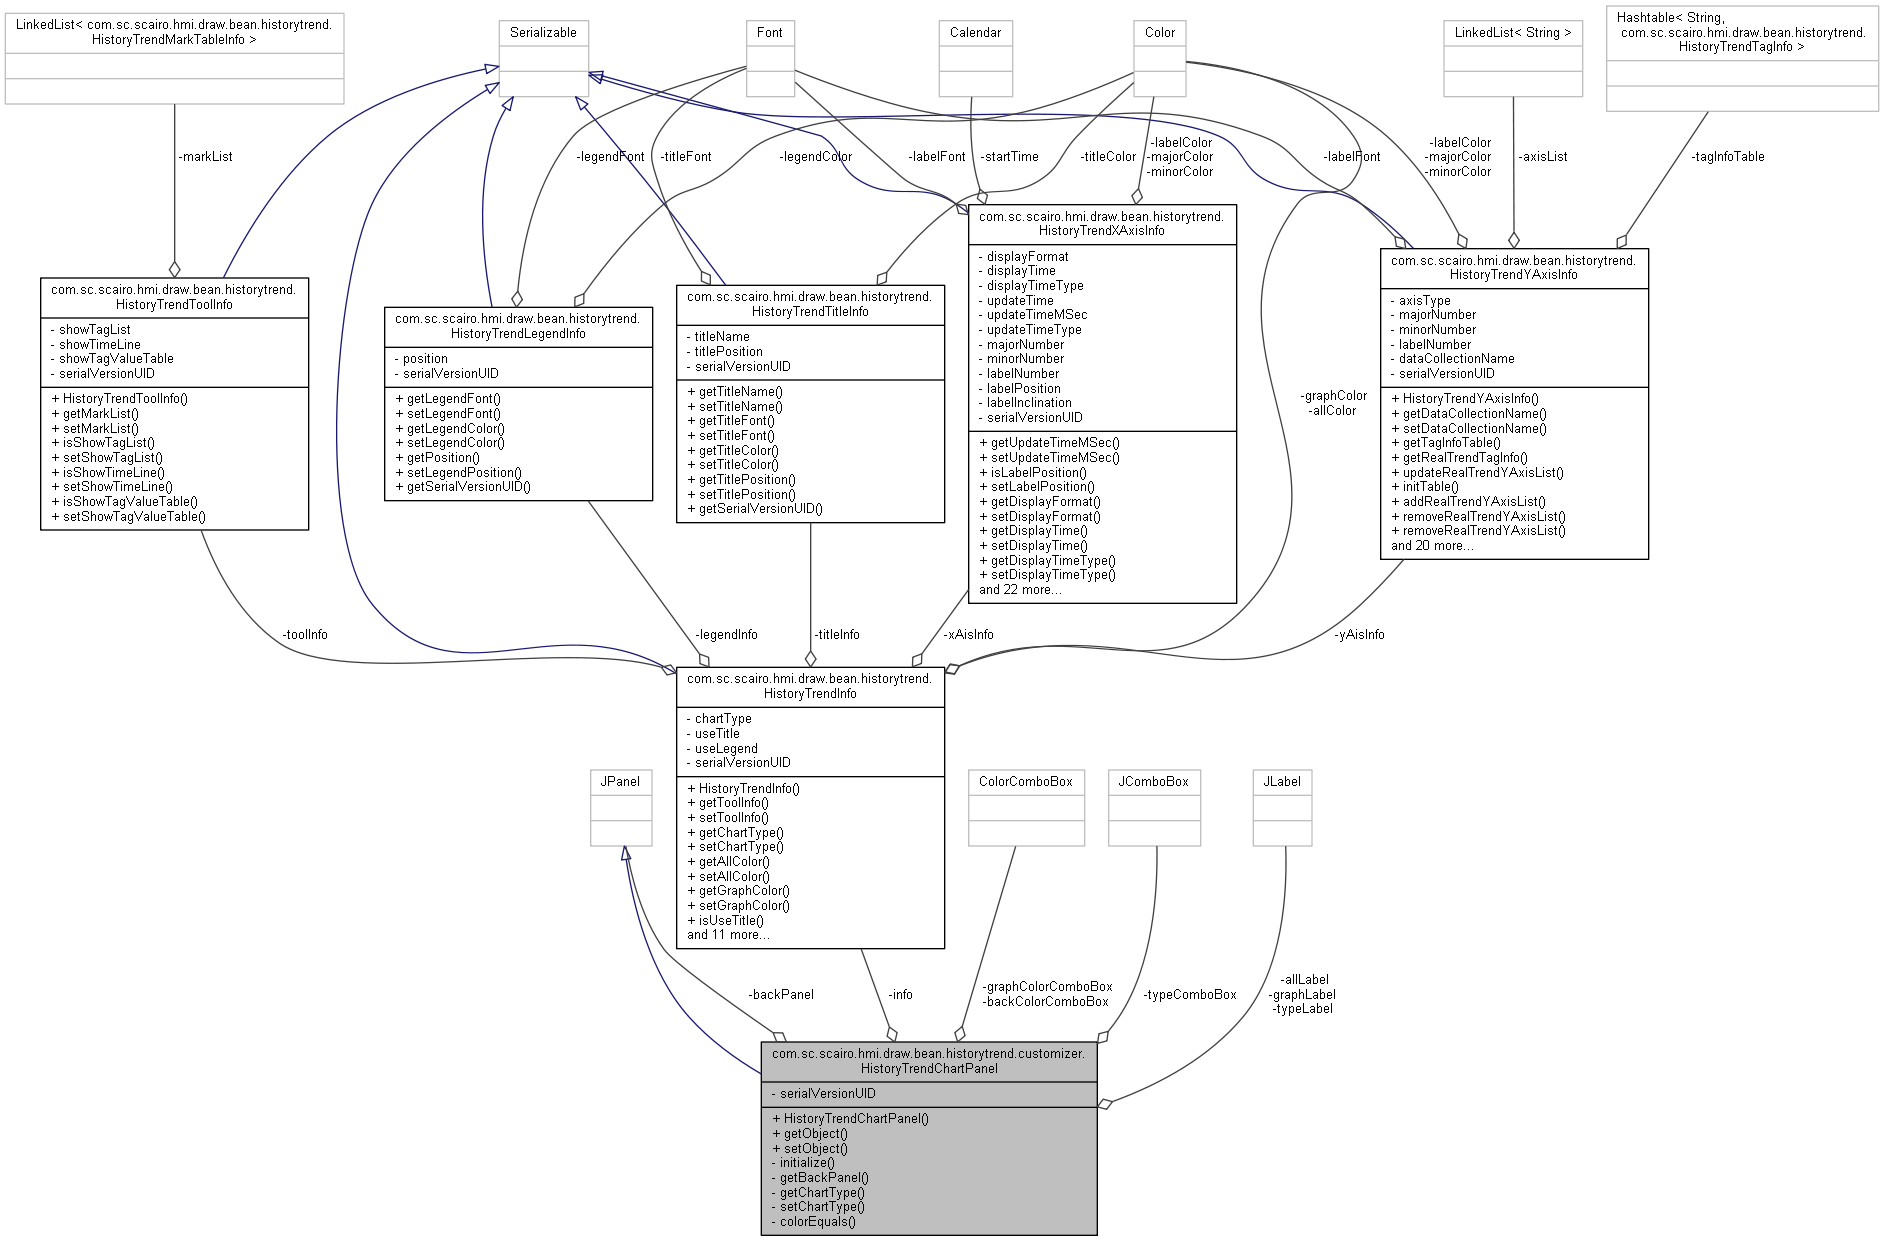 LinkedList< com.sc.scairo.hmi.draw.bean.historytrend.
HistoryTrendMarkTableInfo >
Serializable
Font
Calendar
Color
LinkedList< String >
Hashtable< String,
com.sc.scairo.hmi.draw.bean.historytrend.
HistoryTrendTagInfo >
-markList
-legendFont
-titleFont
-legendColor
-labelFont
-startTime
-titleColor
-labelColor
-majorColor
-minorColor
-labelFont
-labelColor
-majorColor
-minorColor
-axisList
-tagInfoTable
com.sc.scairo.hmi.draw.bean.historytrend.
HistoryTrendToolInfo
- showTagList
- showTimeLine
- showTagValueTable
- serialVersionUID
+ HistoryTrendToolInfo()
+ getMarkList()
+ setMarkList()
+ isShowTagList()
+ setShowTagList()
+ isShowTimeLine()
+ setShowTimeLine()
+ isShowTagValueTable()
+ setShowTagValueTable()
com.sc.scairo.hmi.draw.bean.historytrend.
HistoryTrendLegendInfo
- position
- serialVersionUID
+ getLegendFont()
+ setLegendFont()
+ getLegendColor()
+ setLegendColor()
+ getPosition()
+ setLegendPosition()
+ getSerialVersionUID()
com.sc.scairo.hmi.draw.bean.historytrend.
HistoryTrendTitleInfo
- titleName
- titlePosition
- serialVersionUID
+ getTitleName()
+ setTitleName()
+ getTitleFont()
+ setTitleFont()
+ getTitleColor()
+ setTitleColor()
+ getTitlePosition()
+ setTitlePosition()
+ getSerialVersionUID()
com.sc.scairo.hmi.draw.bean.historytrend.
HistoryTrendXAxisInfo
- displayFormat
- displayTime
- displayTimeType
- updateTime
- updateTimeMSec
- updateTimeType
- majorNumber
- minorNumber
- labelNumber
- labelPosition
- labelInclination
- serialVersionUID
+ getUpdateTimeMSec()
+ setUpdateTimeMSec()
+ isLabelPosition()
+ setLabelPosition()
+ getDisplayFormat()
+ setDisplayFormat()
+ getDisplayTime()
+ setDisplayTime()
+ getDisplayTimeType()
+ setDisplayTimeType()
and 22 more...
com.sc.scairo.hmi.draw.bean.historytrend.
HistoryTrendYAxisInfo
- axisType
- majorNumber
- minorNumber
- labelNumber
- dataCollectionName
- serialVersionUID
+ HistoryTrendYAxisInfo()
+ getDataCollectionName()
+ setDataCollectionName()
+ getTagInfoTable()
+ getRealTrendTagInfo()
+ updateRealTrendYAxisList()
+ initTable()
+ addRealTrendYAxisList()
+ removeRealTrendYAxisList()
+ removeRealTrendYAxisList()
and 20 more...
-graphColor
-allColor
-toolInfo
-legendInfo
-titleInfo
-xAisInfo
-yAisInfo
com.sc.scairo.hmi.draw.bean.historytrend.
HistoryTrendInfo
- chartType
- useTitle
- useLegend
- serialVersionUID
+ HistoryTrendInfo()
+ getToolInfo()
+ setToolInfo()
+ getChartType()
+ setChartType()
+ getAllColor()
+ setAllColor()
+ getGraphColor()
+ setGraphColor()
+ isUseTitle()
and 11 more...
JPanel
ColorComboBox
JComboBox
JLabel
-backPanel
-info
-graphColorComboBox
-backColorComboBox
-typeComboBox
-allLabel
-graphLabel
-typeLabel
com.sc.scairo.hmi.draw.bean.historytrend.customizer.
HistoryTrendChartPanel
- serialVersionUID
+ HistoryTrendChartPanel()
+ getObject()
+ setObject()
- initialize()
- getBackPanel()
- getChartType()
- setChartType()
- colorEquals()